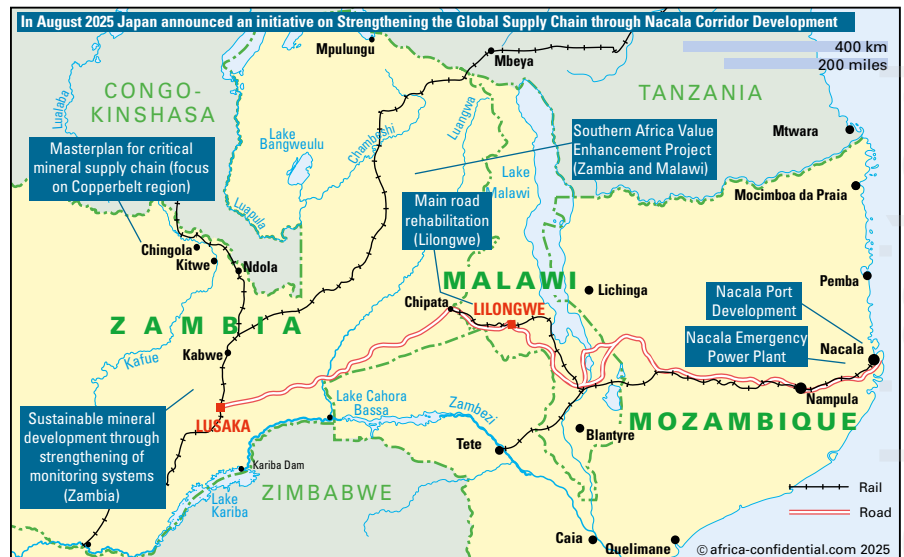 In August 2025 Japan announced an initiative on Strengthening the Global Supply Chain through Nacala Corridor Development
400 km
200 miles
Mpulungu
Mbeya
CONGO-
KINSHASA
TANZANIA
Lualaba
Luangwa
Chambeshi
Lake
Bangweulu
Mtwara
Masterplan for critical
mineral supply chain (focus
on Copperbelt region)
Southern Africa Value
Enhancement Project
(Zambia and Malawi)
Lake
Malawi
Mocimboa da Praia
Luapula
Main road
rehabilitation
(Lilongwe)
Chingola
Kitwe
Ndola
MALAWI
Lichinga
Pemba
Chipata
LILONGWE
Nacala Port
Development
ZAMBIA
Nacala Emergency
Power Plant
Nacala
Kafue
Kabwe
Nampula
Lake Cahora
Bassa
Zambezi
LUSAKA
MOZAMBIQUE
Sustainable mineral
development through
strengthening of
monitoring systems
(Zambia)
Tete
Blantyre
Kariba Dam
Lake
Kariba
ZIMBABWE
Rail
Road
Caia
Quelimane
© africa-confidential.com 2025